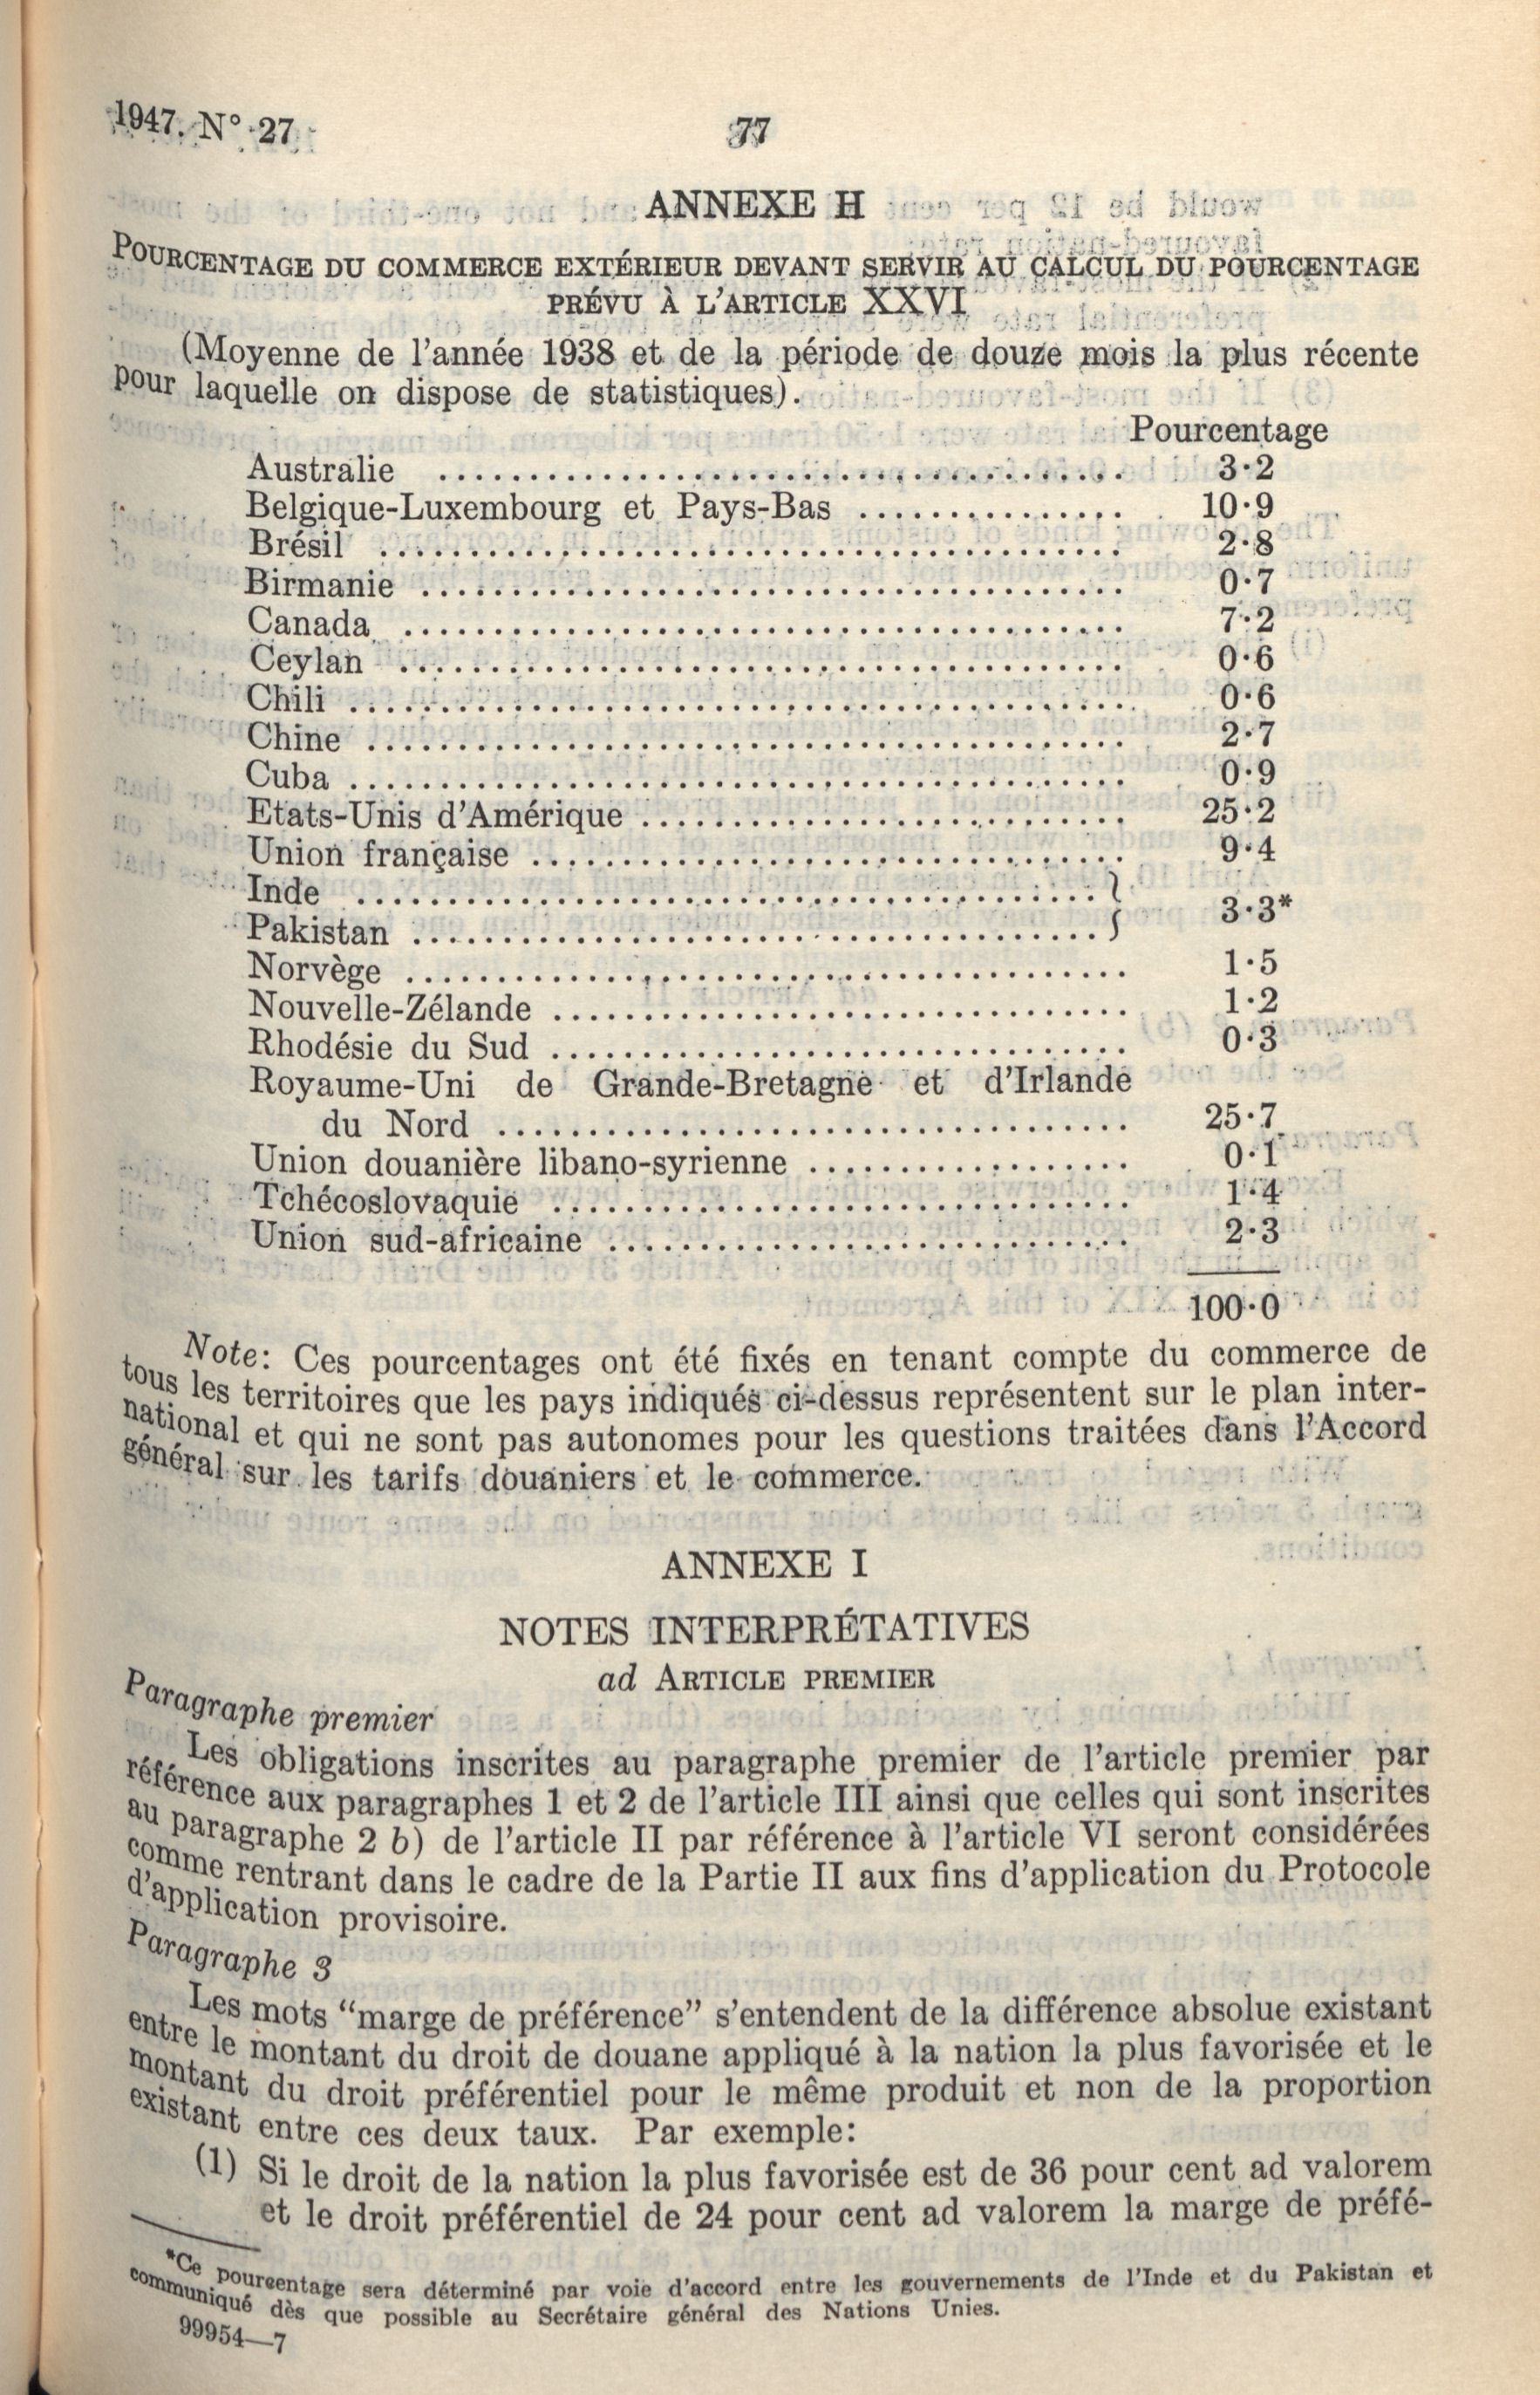 1947. N° 27
77
ANNEXE H
POURCENTAGE DU COMMERCE EXTÉRIEUR DEVANT SERVIR AU CALCUL DU POURCENTAGE
PRÉVU À L'ARTICLE XXVI
(Moyenne de l'année 1938 et de la période de douze mois la plus récente
pour laquelle on dispose de statistiques).
Pourcentage
Australie ........................................ 3·2
Belgique-Luxembourg et Pays-Bas ............... 10·9
Brésil ........................................ 2·8
Birmanie ........................................ 0·7
Canada ........................................ 7·2
Ceylan ........................................ 0·6
Chili ........................................ 0·6
Chine ........................................ 2·7
Cuba ........................................ 0·9
Etats-Unis d'Amérique ........................... 25·2
Union française ................................. 9·4
Inde ........................................ }
Pakistan ........................................ } 3·3*
Norvège ........................................ 1·5
Nouvelle-Zélande ................................ 1·2
Rhodésie du Sud ................................ 0·3
Royaume-Uni de Grande-Bretagne et d'Irlande
du Nord ................................... 25·7
Union douanière libano-syrienne .................. 0·1
Tchécoslovaquie ................................ 1·4
Union sud-africaine ............................. 2·3
100·0
Note: Ces pourcentages ont été fixés en tenant compte du commerce de
tous les territoires que les pays indiqués ci-dessus représentent sur le plan inter-
national et qui ne sont pas autonomes pour les questions traitées dans l'Accord
général sur les tarifs douaniers et le commerce.
ANNEXE I
NOTES INTERPRÉTATIVES
ad ARTICLE PREMIER
Paragraphe premier
Les obligations inscrites au paragraphe premier de l'article premier par
référence aux paragraphes 1 et 2 de l'article III ainsi que celles qui sont inscrites
au paragraphe 2 b) de l'article II par référence à l'article VI seront considérées
comme rentrant dans le cadre de la Partie II aux fins d'application du Protocole
d'application provisoire.
Paragraphe 3
Les mots "marge de préférence" s'entendent de la différence absolue existant
entre le montant du droit de douane appliqué à la nation la plus favorisée et le
montant du droit préférentiel pour le même produit et non de la proportion
existant entre ces deux taux. Par exemple:
(1) Si le droit de la nation la plus favorisée est de 36 pour cent ad valorem
et le droit préférentiel de 24 pour cent ad valorem la marge de préfé-
*Ce pourcentage sera déterminé par voie d'accord entre les gouvernements de l'Inde et du Pakistan et
communiqué dès que possible au Secrétaire général des Nations Unies.
99954—7